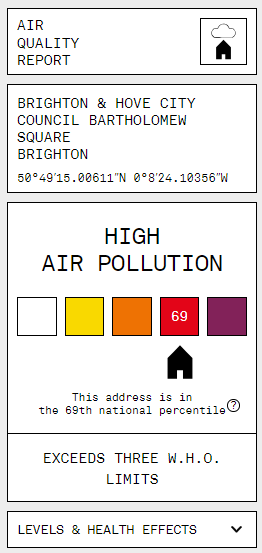 AIR
QUALITY
REPORT
BRIGHTON & HOVE CITY
COUNCIL BARTHOLOMEW
SQUARE
BRIGHTON
50°49'15.00611"N 0°8'24.10356"W
HIGH
AIR POLLUTION
69
This address is in
the 69th national percentile?
EXCEEDS THREE W.H.O.
LIMITS
LEVELS & HEALTH EFFECTS